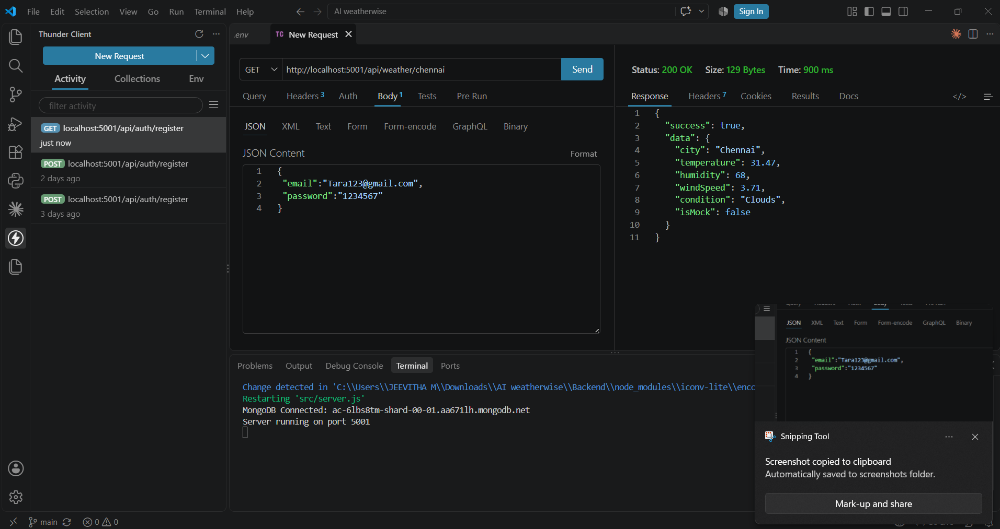 File Edit Selection View Go Run Terminal Help
AI weatherwise
Sign In
Thunder Client
New Request
Activity Collections Env
filter activity
GET localhost:5001/api/auth/register
just now
POST localhost:5001/api/auth/register
2 days ago
POST localhost:5001/api/auth/register
3 days ago
.env
TC New Request
GET http://localhost:5001/api/weather/chennai Send
Query Headers 3 Auth Body 1 Tests Pre Run
JSON XML Text Form Form-encode GraphQL Binary
JSON Content Format
1 {
2 "email":"Tara123@gmail.com",
3 "password":"1234567"
4 }
Status: 200 OK Size: 129 Bytes Time: 900 ms
Response Headers 7 Cookies Results Docs
</>
1 {
2 "success": true,
3 "data": {
4 "city": "Chennai",
5 "temperature": 31.47,
6 "humidity": 68,
7 "windSpeed": 3.71,
8 "condition": "Clouds",
9 "isMock": false
10 }
11 }
Problems Output Debug Console Terminal Ports
Change detected in 'C:\\Users\\JEEVITHA M\\Downloads\\AI weatherwise\\Backend\\node_modules\\iconv-lite\\enco
Restarting 'src/server.js'
MongoDB Connected: ac-6lbs8tm-shard-00-01.aa671lh.mongodb.net
Server running on port 5001
JSON XML Text Form Form-encode GraphQL Binary
JSON Content
1 {
2 "email":"Tara123@gmail.com",
3 "password":"1234567"
4 }
Snipping Tool
Screenshot copied to clipboard
Automatically saved to screenshots folder.
Mark-up and share
main 0 0